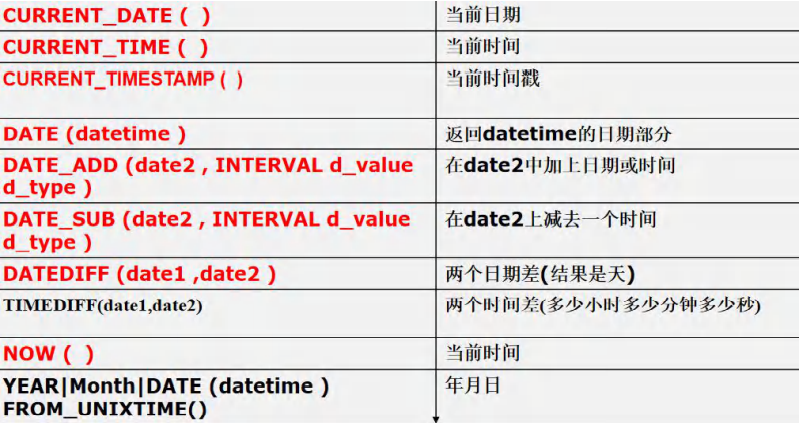 CURRENT_DATE ( ) 当前日期
CURRENT_TIME ( ) 当前时间
CURRENT_TIMESTAMP ( ) 当前时间戳
DATE (datetime ) 返回datetime的日期部分
DATE_ADD (date2 , INTERVAL d_value 在date2中加上日期或时间
d_type )
DATE_SUB (date2 , INTERVAL d_value 在date2上减去一个时间
d_type )
DATEDIFF (date1 ,date2 ) 两个日期差(结果是天)
TIMEDIFF(date1,date2) 两个时间差(多少小时多少分钟多少秒)
NOW ( ) 当前时间
YEAR|Month|DATE (datetime ) 年月日
FROM_UNIXTIME()